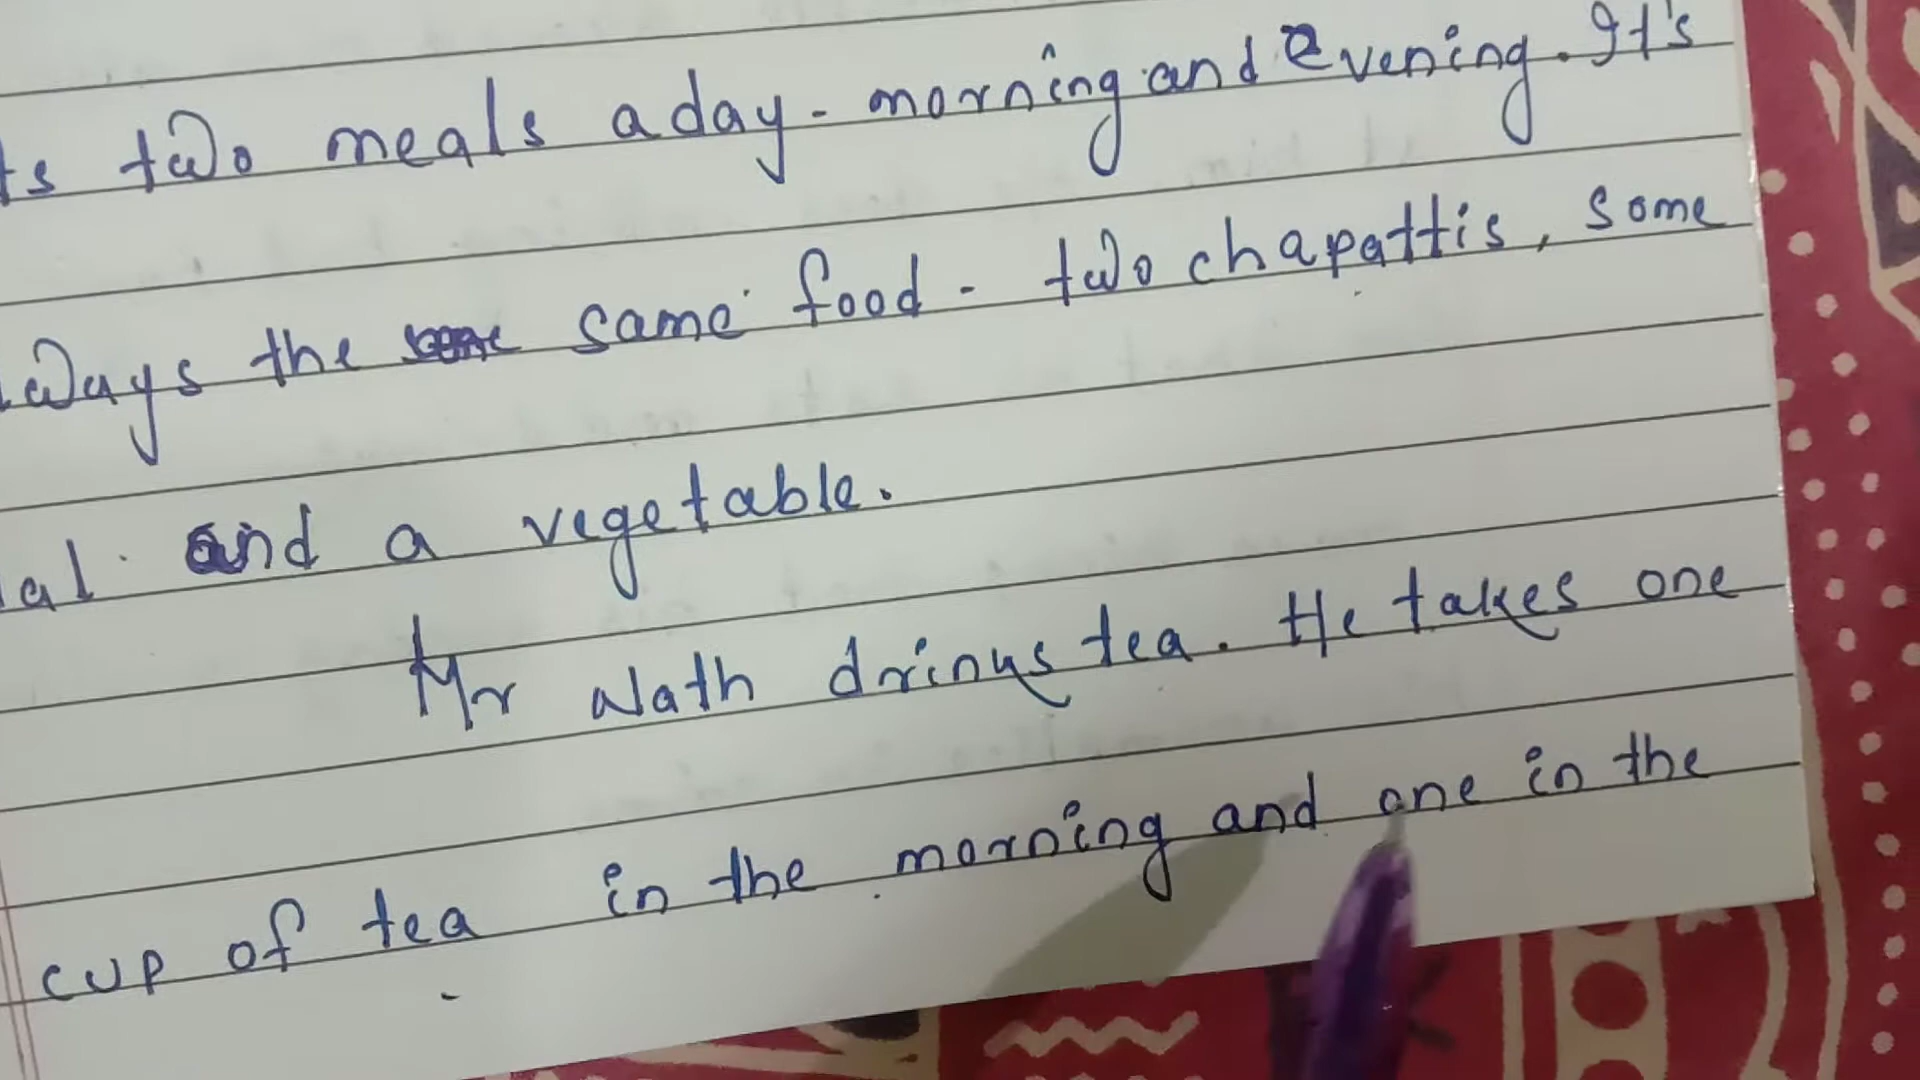 ts two meals a day - morning and evening. It's
ways the same food - two chapattis, some
al and a vegetable.
Mr Nath drinks tea. He takes one
cup of tea in the morning and one in the